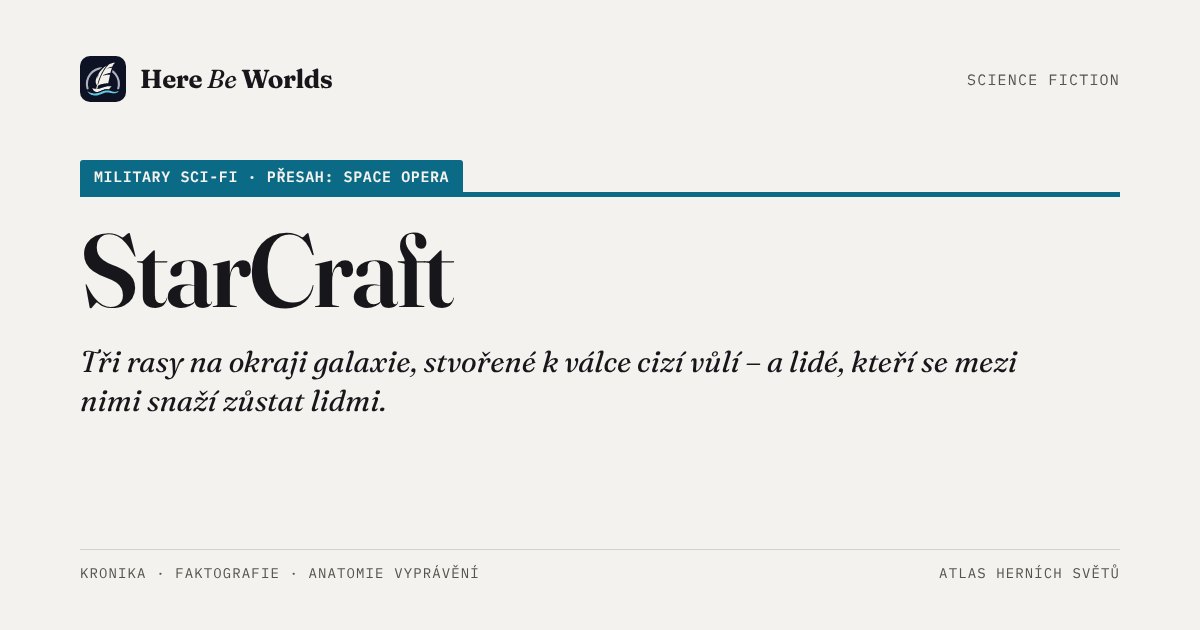 Here Be Worlds
SCIENCE FICTION
MILITARY SCI-FI · PŘESAH: SPACE OPERA
StarCraft
Tři rasy na okraji galaxie, stvořené k válce cizí vůlí – a lidé, kteří se mezi
nimi snaží zůstat lidmi.
KRONIKA · FAKTOGRAFIE · ANATOMIE VYPRÁVĚNÍ
ATLAS HERNÍCH SVĚTŮ